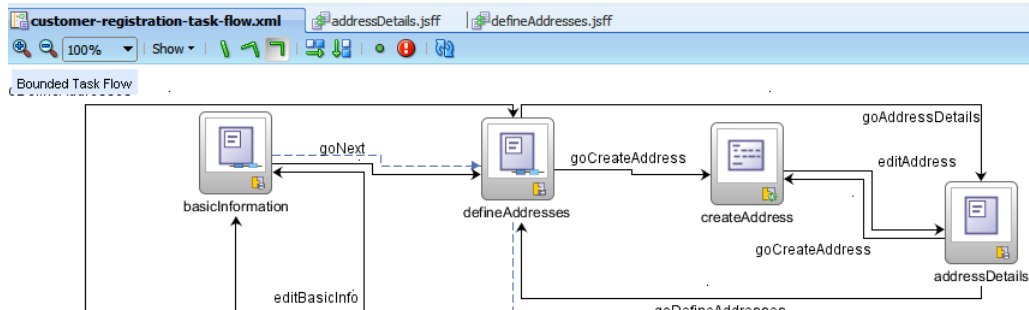 customer-registration-task-flow.xml addressDetails.jsff defineAddresses.jsff
100% Show
Bounded Task Flow
goAddressDetails
goNext
goCreateAddress
editAddress
basicInformation
defineAddresses
createAddress
goCreateAddress
addressDetails
editBasicInfo
goDefineAddresses